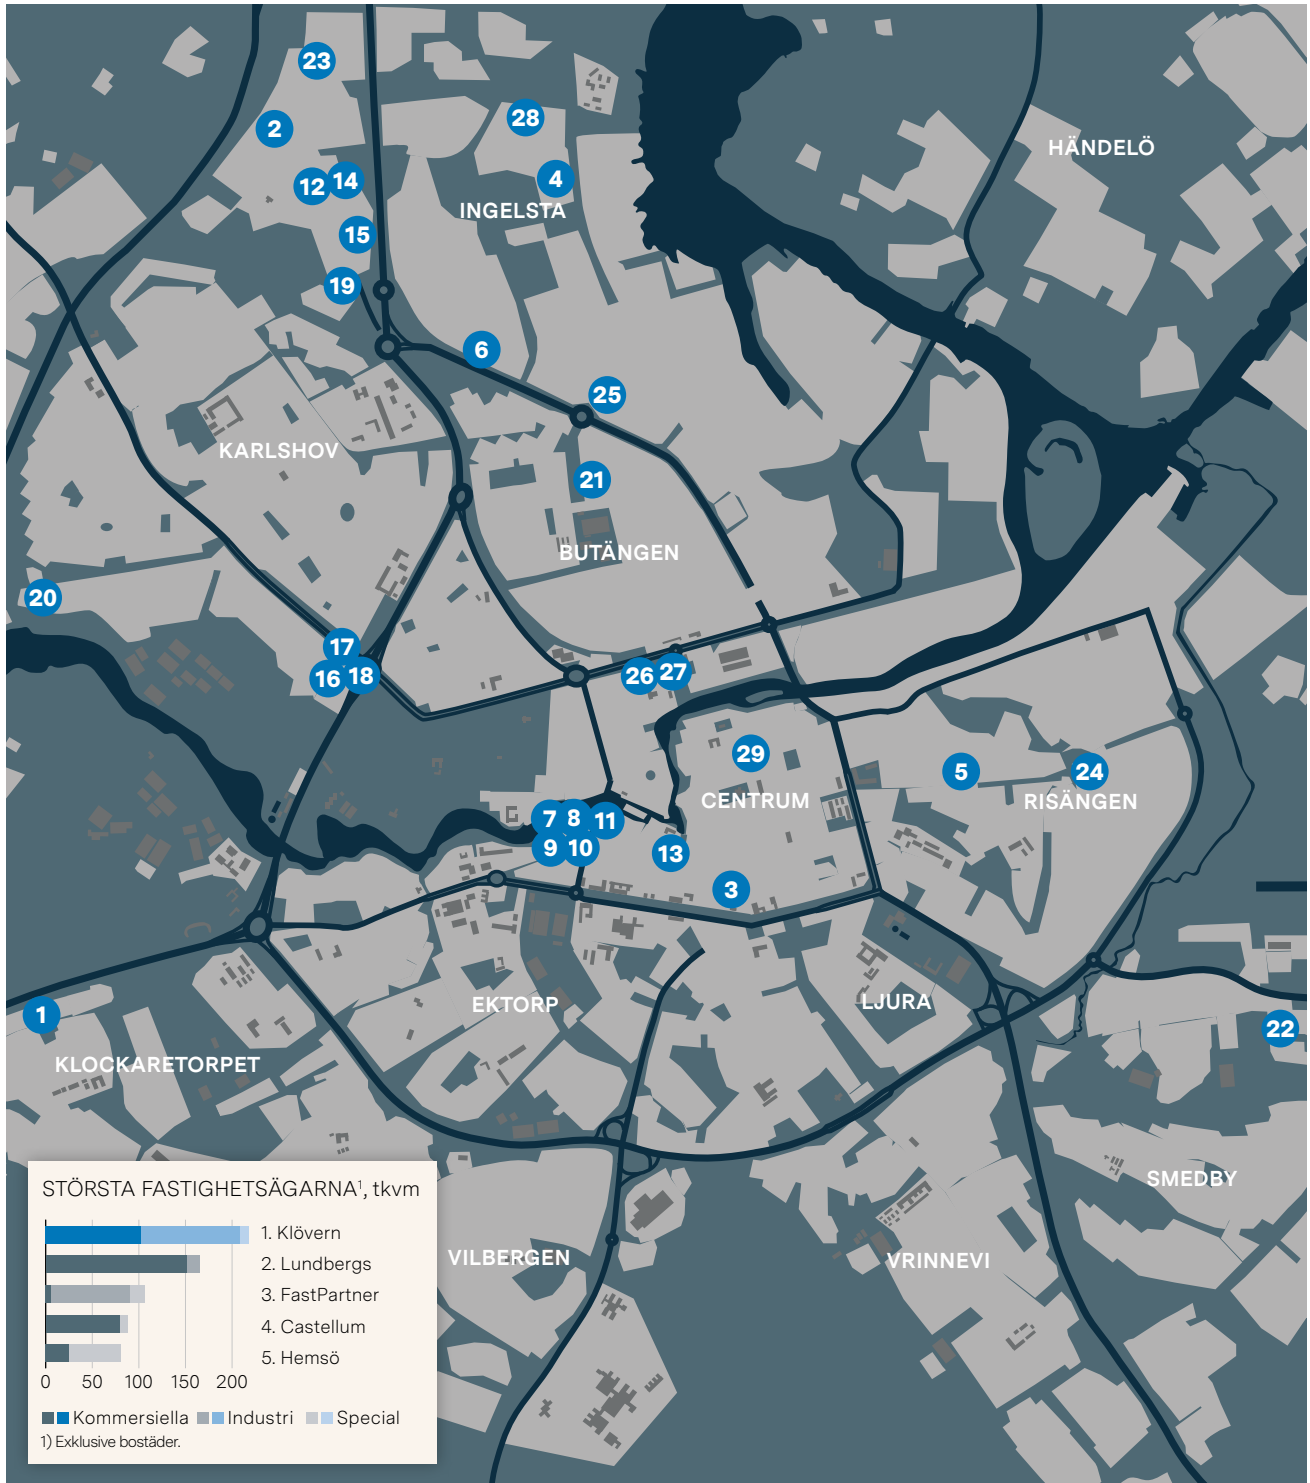 23
2
28
HÄNDELÖ
12
14
4
INGELSTA
15
19
6
25
KARLSHOV
21
BUTÄNGEN
20
17
16
18
26
27
29
5
24
CENTRUM
RISÄNGEN
7
8
11
9
10
13
3
EKTORP
LJURA
1
22
KLOCKARETORPET
SMEDBY
VILBERGEN
VRINNEVI
STÖRSTA FASTIGHETSÄGARNA¹, tkvm
1. Klövern
2. Lundbergs
3. FastPartner
4. Castellum
5. Hemsö
0 50 100 150 200
Kommersiella Industri Special
1) Exklusive bostäder.